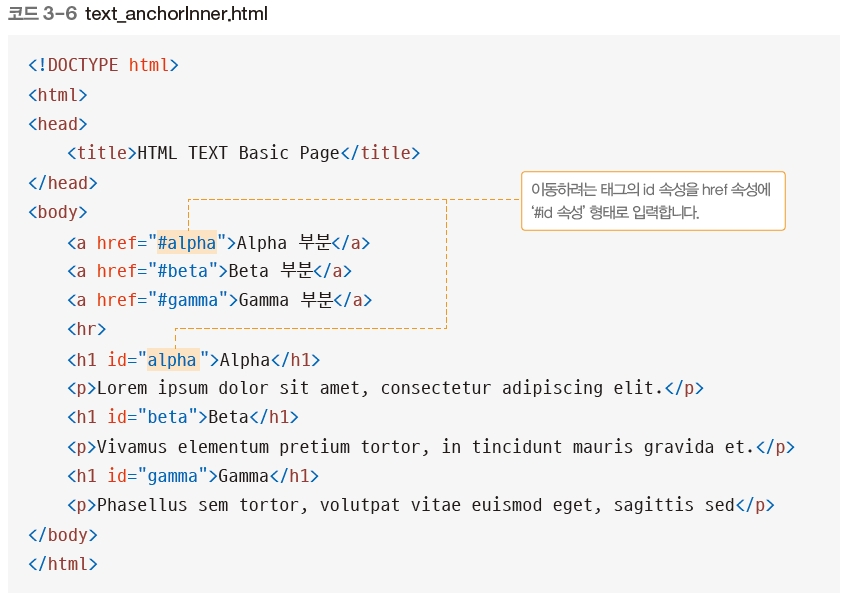 코드 3-6 text_anchorInner.html
<!DOCTYPE html>
<html>
<head>
    <title>HTML TEXT Basic Page</title>
</head>
이동하려는 태그의 id 속성을 href 속성에
'#id 속성' 형태로 입력합니다.
<body>
    <a href="#alpha">Alpha 부분</a>
    <a href="#beta">Beta 부분</a>
    <a href="#gamma">Gamma 부분</a>
    <hr>
    <h1 id="alpha">Alpha</h1>
    <p>Lorem ipsum dolor sit amet, consectetur adipiscing elit.</p>
    <h1 id="beta">Beta</h1>
    <p>Vivamus elementum pretium tortor, in tincidunt mauris gravida et.</p>
    <h1 id="gamma">Gamma</h1>
    <p>Phasellus sem tortor, volutpat vitae euismod eget, sagittis sed</p>
</body>
</html>